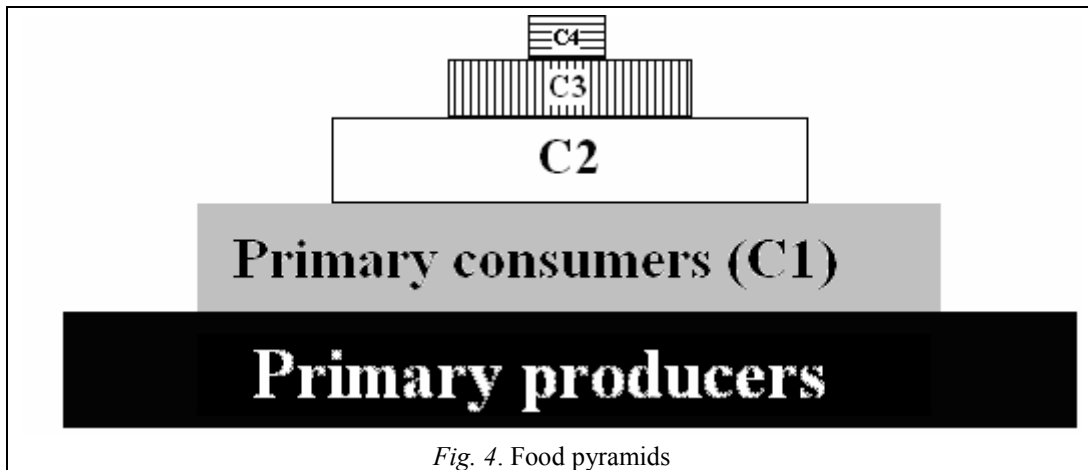 C4
C3
C2
Primary consumers (C1)
Primary producers
Fig. 4. Food pyramids